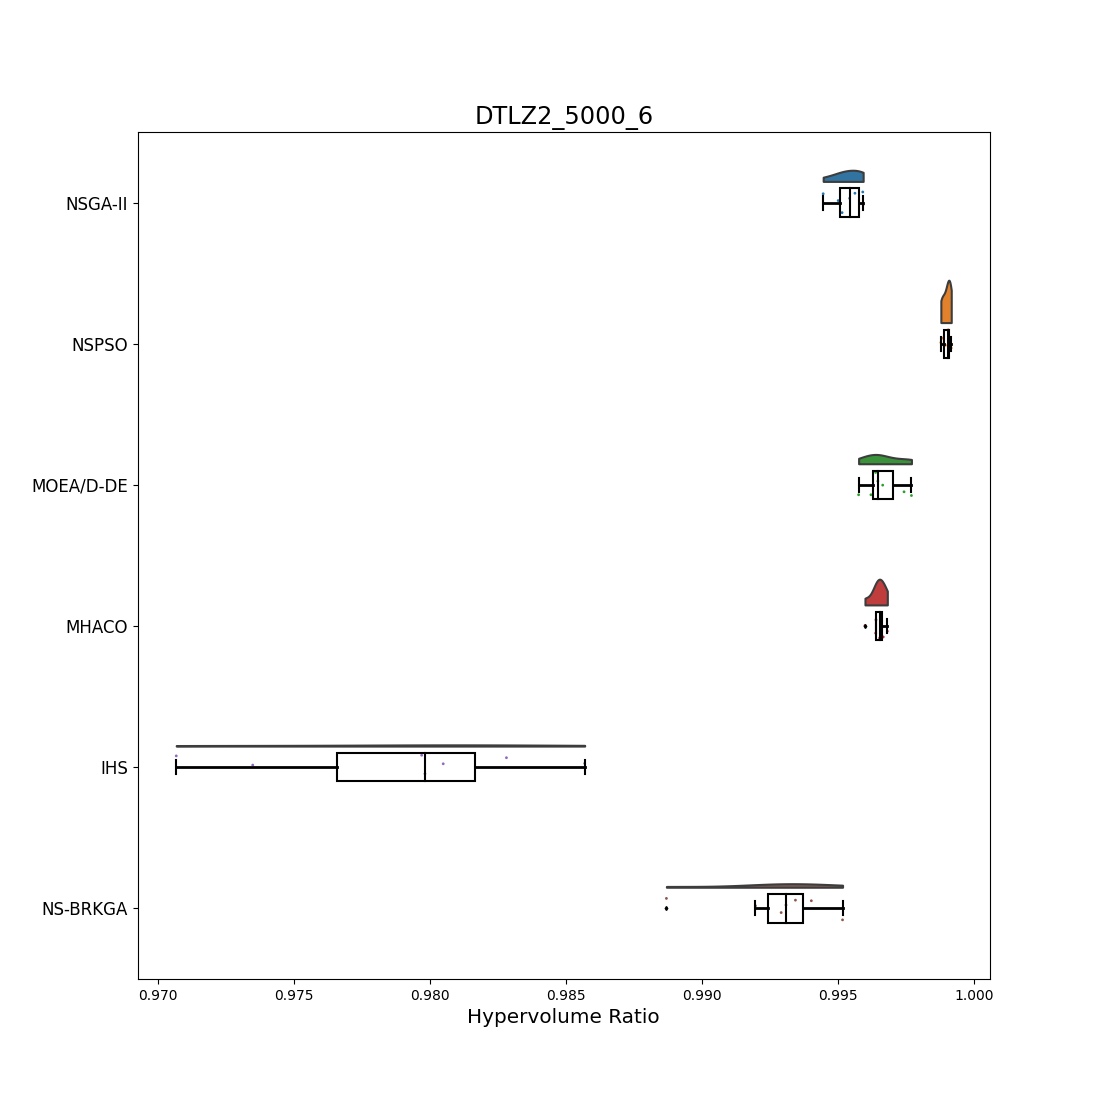 DTLZ2_5000_6
NSGA-II
NSPSO
MOEA/D-DE
MHACO
IHS
NS-BRKGA
0.970 0.975 0.980 0.985 0.990 0.995 1.000
Hypervolume Ratio